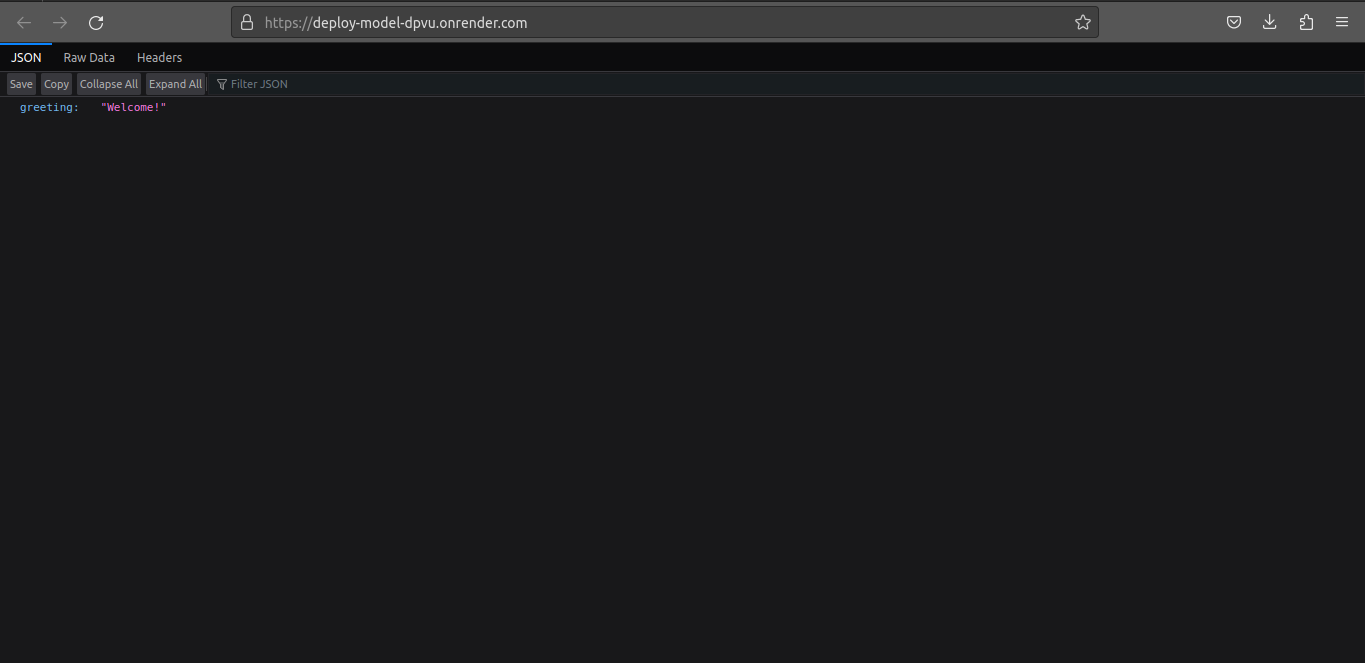 https://deploy-model-dpvu.onrender.com
JSON Raw Data Headers
Save Copy Collapse All Expand All Filter JSON
greeting: "Welcome!"